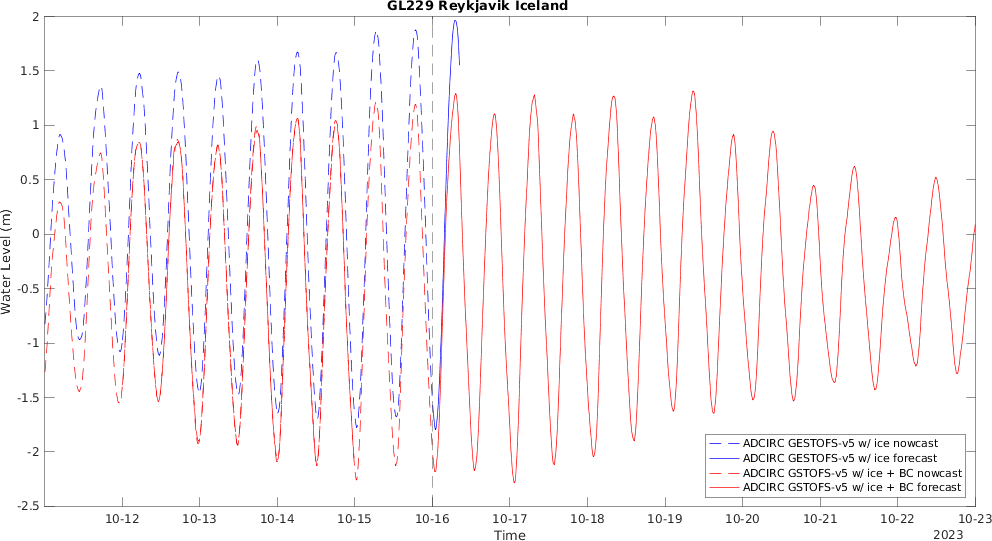 GL229 Reykjavik Iceland
2
1.5
1
0.5
0
-0.5
-1
-1.5
-2
-2.5
Water Level (m)
ADCIRC GESTOFS-v5 w/ ice nowcast
ADCIRC GESTOFS-v5 w/ ice forecast
ADCIRC GSTOFS-v5 w/ ice + BC nowcast
ADCIRC GSTOFS-v5 w/ ice + BC forecast
10-12 10-13 10-14 10-15 10-16 10-17 10-18 10-19 10-20 10-21 10-22 10-23
Time
2023